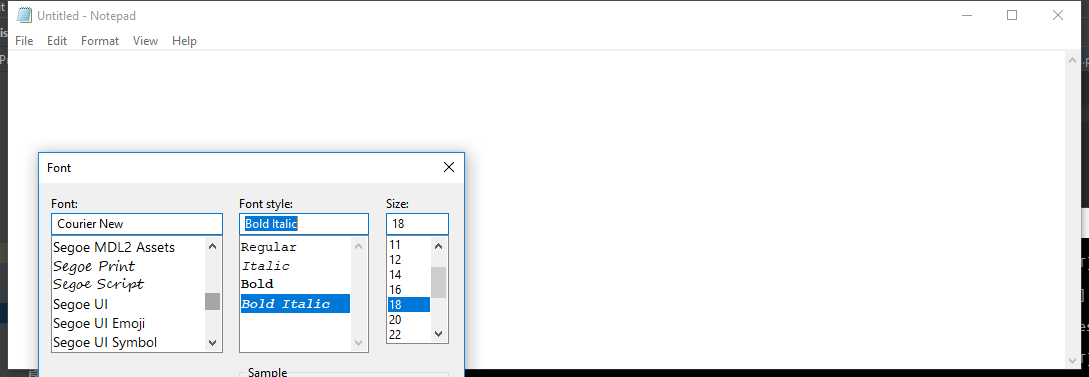 Untitled - Notepad
File Edit Format View Help
Font
Font: Font style: Size:
Courier New Bold Italic 18
Segoe MDL2 Assets
Segoe Print
Segoe Script
Segoe UI
Segoe UI Emoji
Segoe UI Symbol
Regular
Italic
Bold
Bold Italic
11
12
14
16
18
20
22
Sample